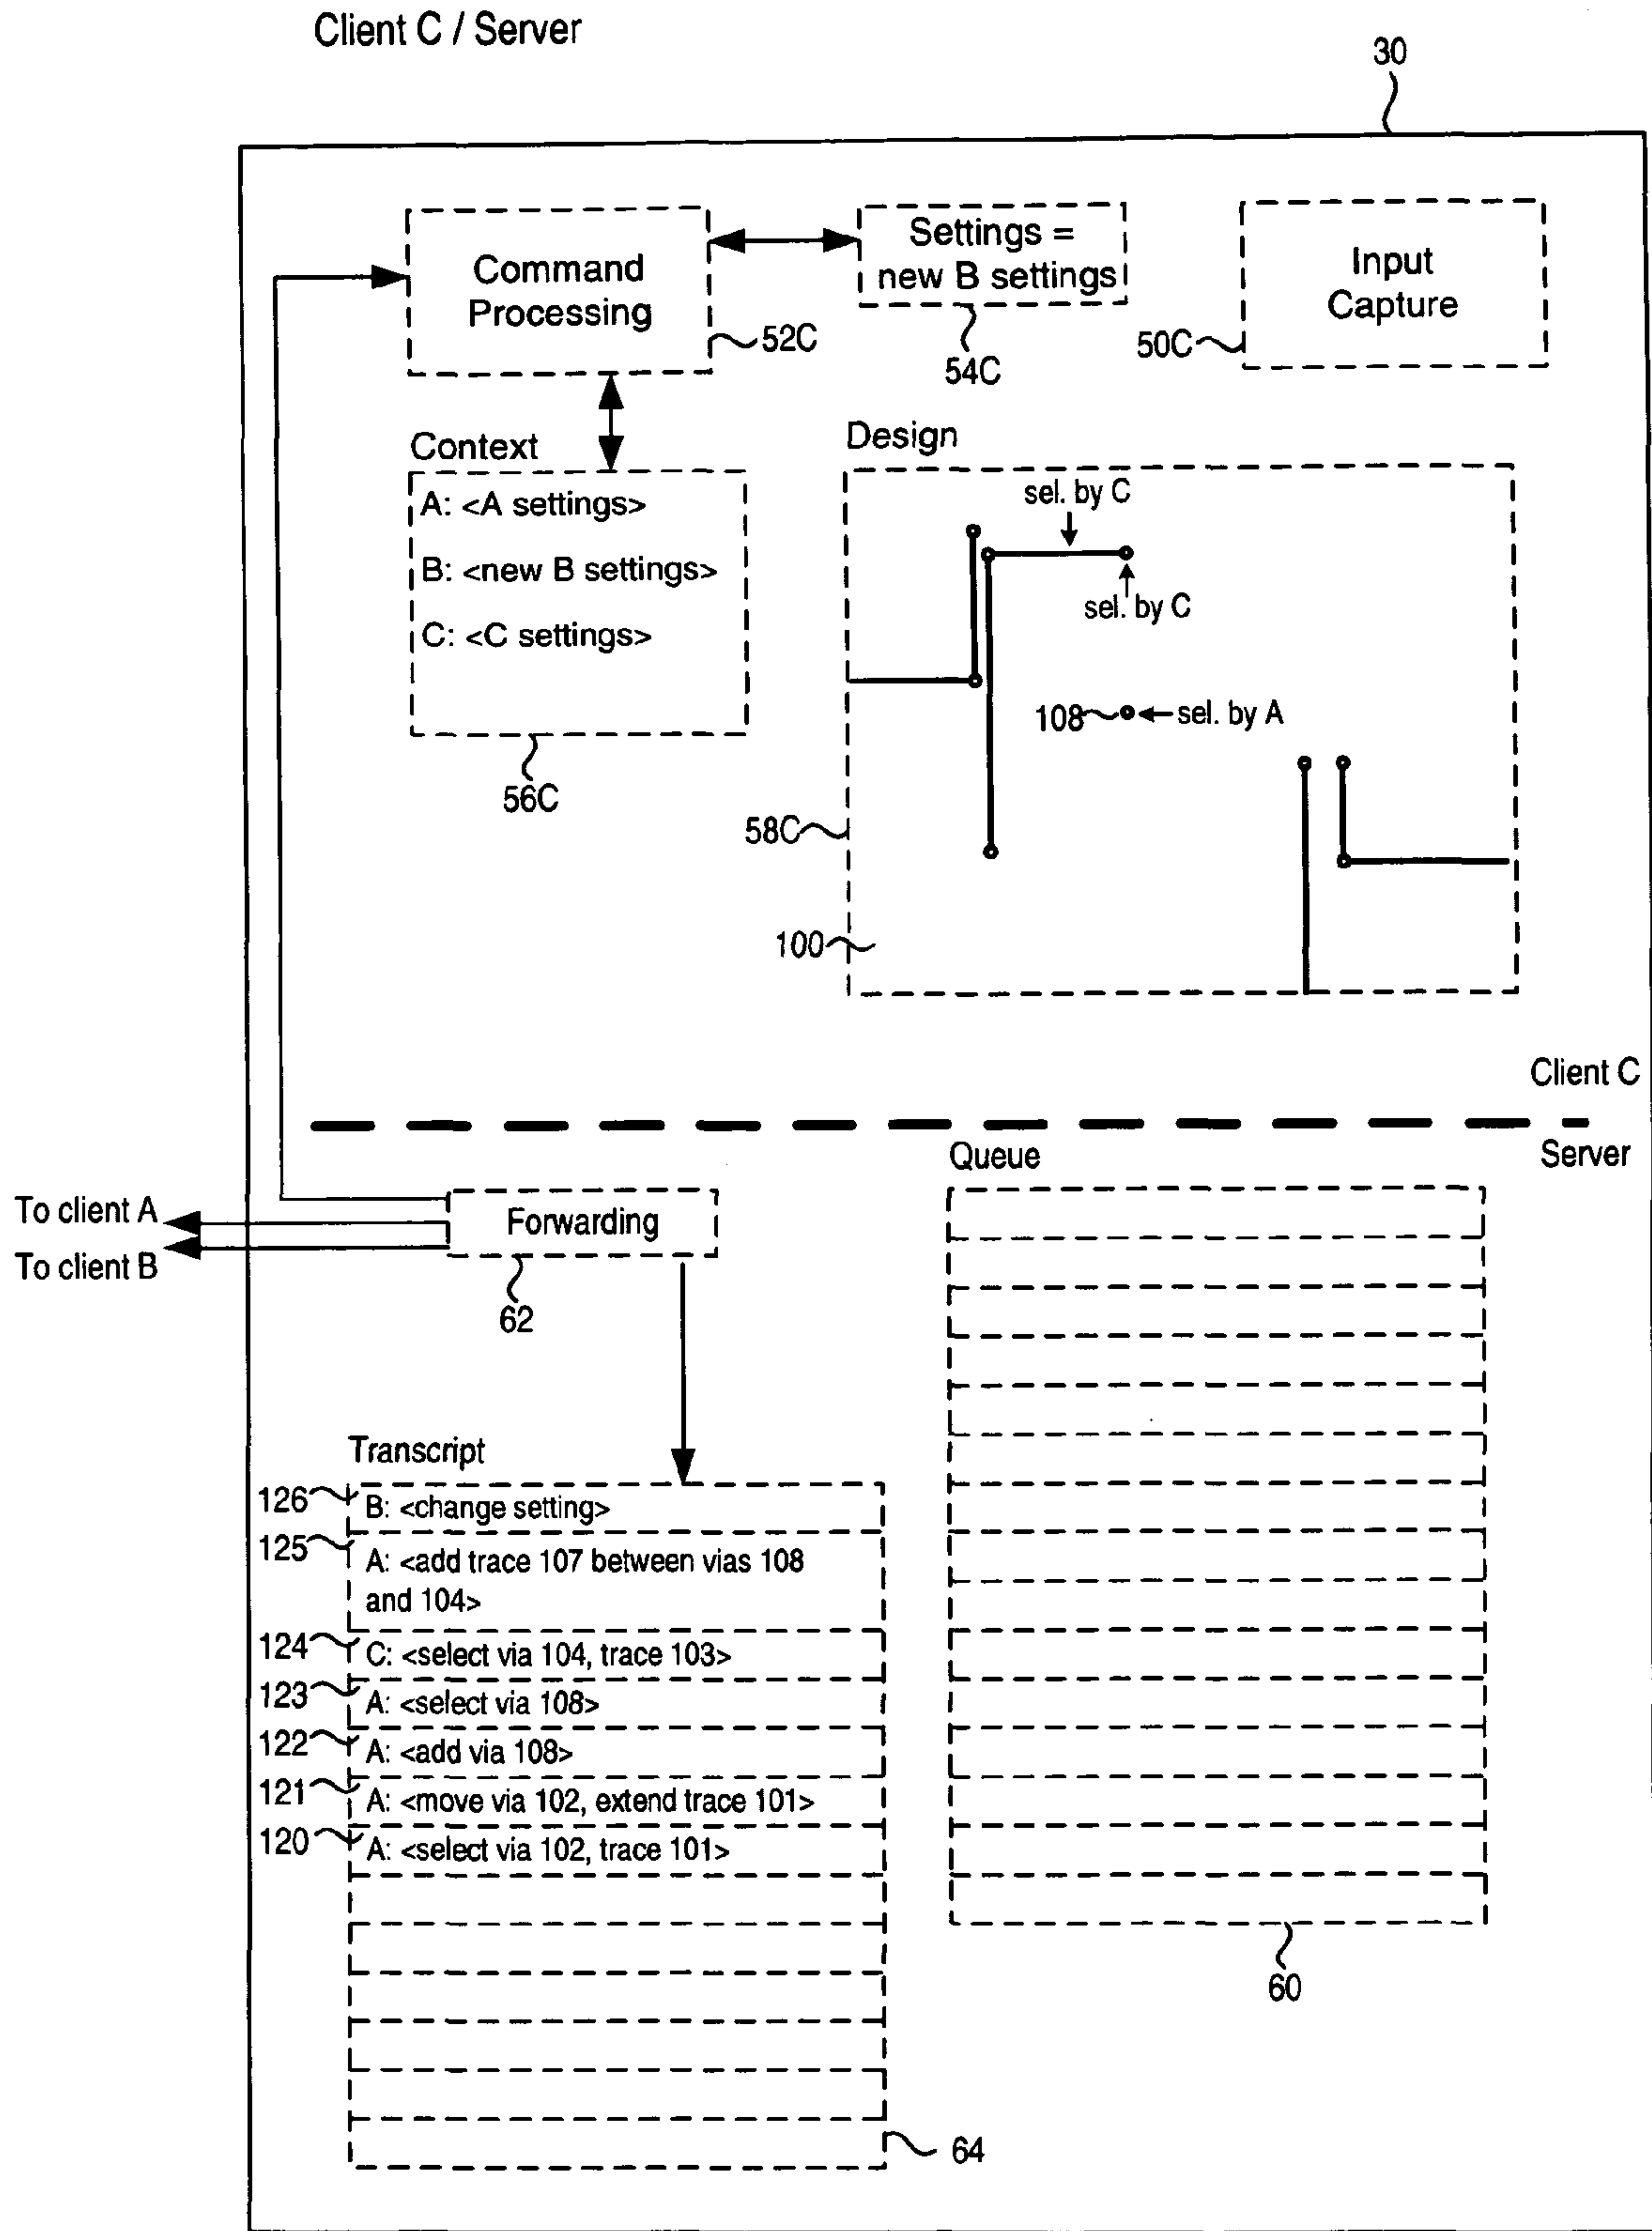 Client C / Server
30
Command
Processing
52C
Settings =
new B settings
54C
Input
Capture
50C
Context
A: <A settings>
B: <new B settings>
C: <C settings>
56C
Design
sel. by C
sel. by C
108
sel. by A
58C
100
Client C
Server
To client A
To client B
Forwarding
62
Queue
60
Transcript
126
B: <change setting>
125
A: <add trace 107 between vias 108
and 104>
124
C: <select via 104, trace 103>
123
A: <select via 108>
122
A: <add via 108>
121
A: <move via 102, extend trace 101>
120
A: <select via 102, trace 101>
64